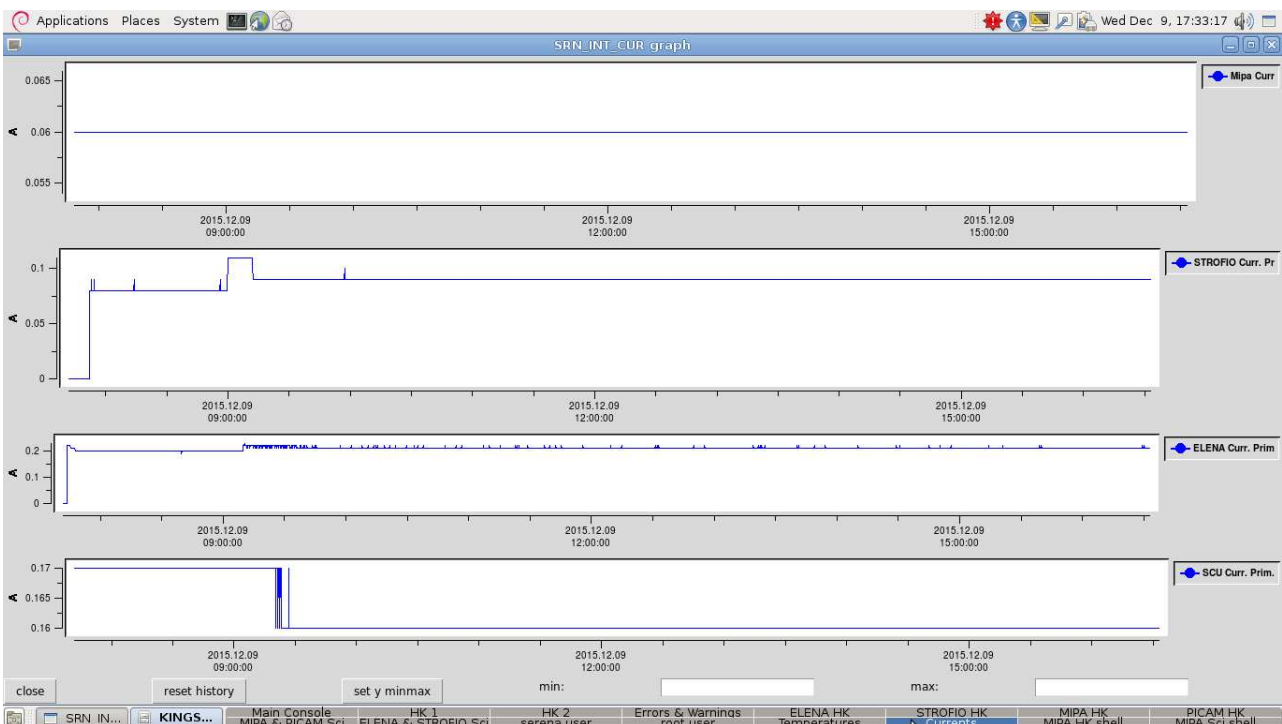 Applications Places System Wed Dec 9, 17:33:17
SRN_INT_CUR graph
0.065
A 0.06
0.055
Mipa Curr
2015.12.09 2015.12.09 2015.12.09
09:00:00 12:00:00 15:00:00
0.1
A 0.05
0
STROFIO Curr. Pr
2015.12.09 2015.12.09 2015.12.09
09:00:00 12:00:00 15:00:00
0.2
A 0.1
0
ELENA Curr. Prim
2015.12.09 2015.12.09 2015.12.09
09:00:00 12:00:00 15:00:00
0.17
A 0.165
0.16
SCU Curr. Prim.
2015.12.09 2015.12.09 2015.12.09
09:00:00 12:00:00 15:00:00
close reset history set y minmax min: max:
SRN IN... KINGS... Main Console HK 1 HK 2 Errors & Warnings ELENA HK STROFIO HK MIPA HK PICAM HK
MIPA & PICAM Sci ELENA & STROFIO Sci serena user root user Temperatures Currents MIPA HK shell MIPA Sci shell